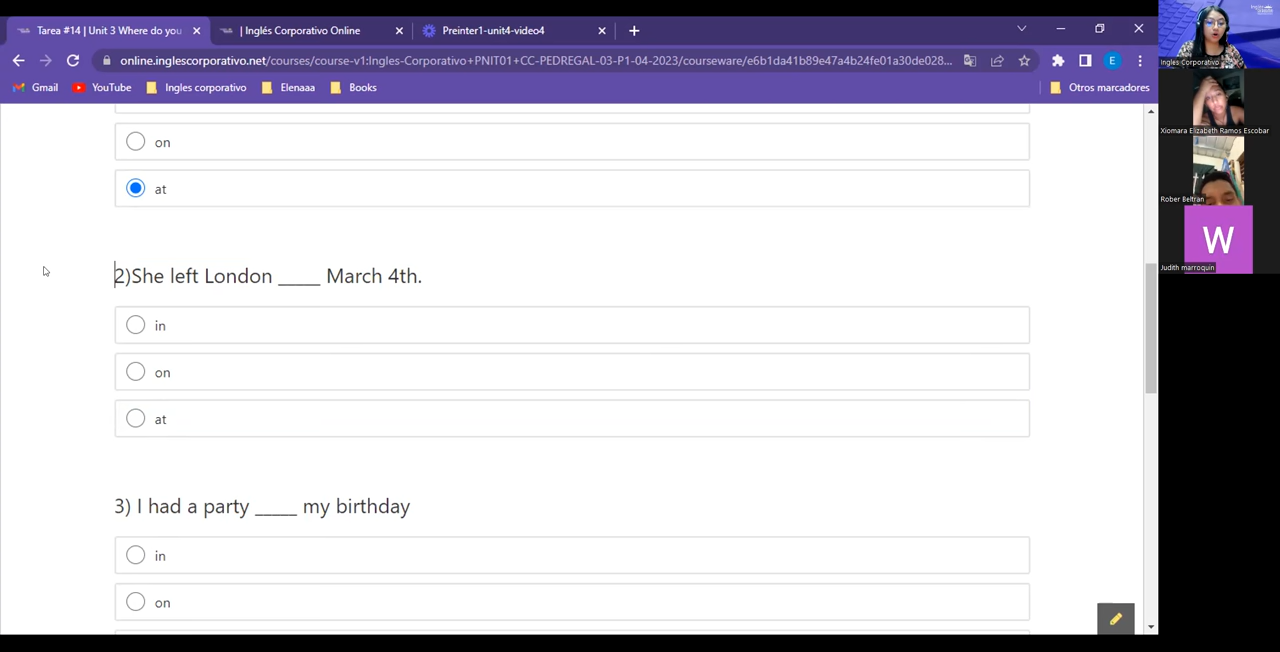 Tarea #14 | Unit 3 Where do you
| Inglés Corporativo Online
Preinter1-unit4-video4
online.inglescorporativo.net/courses/course-v1:Ingles-Corporativo+PNIT01+CC-PEDREGAL-03-P1-04-2023/courseware/e6b1da41b89e47a4b24fe01a30de028...
E
Gmail
YouTube
Ingles corporativo
Elenaaa
Books
Otros marcadores
on
at
2)She left London _____ March 4th.
in
on
at
3) I had a party _____ my birthday
in
on
Ingles Corporativo
Xiomara Elizabeth Ramos Escobar
Rober Beltran
W
Judith marroquin